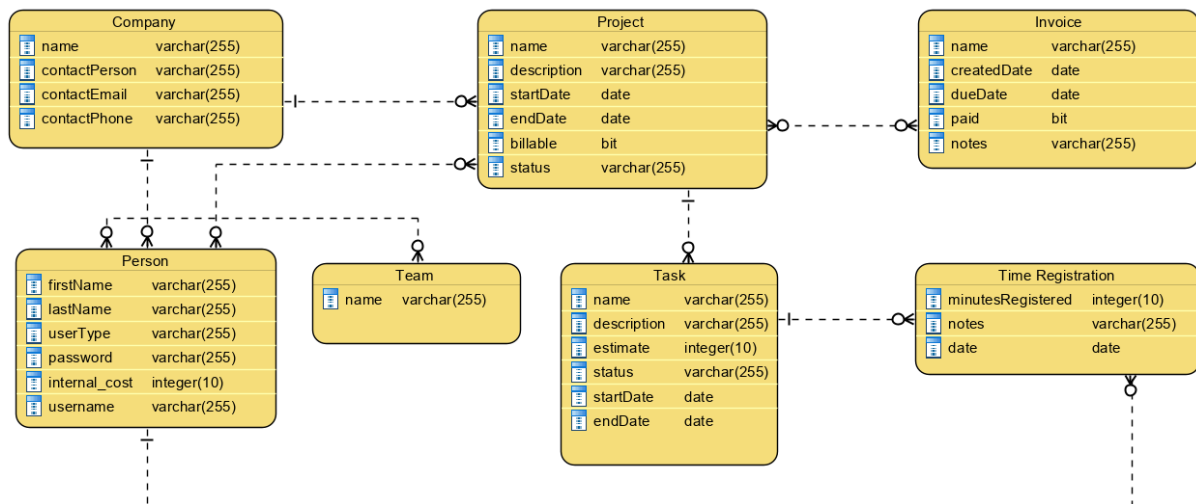 Company
name varchar(255)
contactPerson varchar(255)
contactEmail varchar(255)
contactPhone varchar(255)
Project
name varchar(255)
description varchar(255)
startDate date
endDate date
billable bit
status varchar(255)
Invoice
name varchar(255)
createdDate date
dueDate date
paid bit
notes varchar(255)
Person
firstName varchar(255)
lastName varchar(255)
userType varchar(255)
password varchar(255)
internal_cost integer(10)
username varchar(255)
Team
name varchar(255)
Task
name varchar(255)
description varchar(255)
estimate integer(10)
status varchar(255)
startDate date
endDate date
Time Registration
minutesRegistered integer(10)
notes varchar(255)
date date